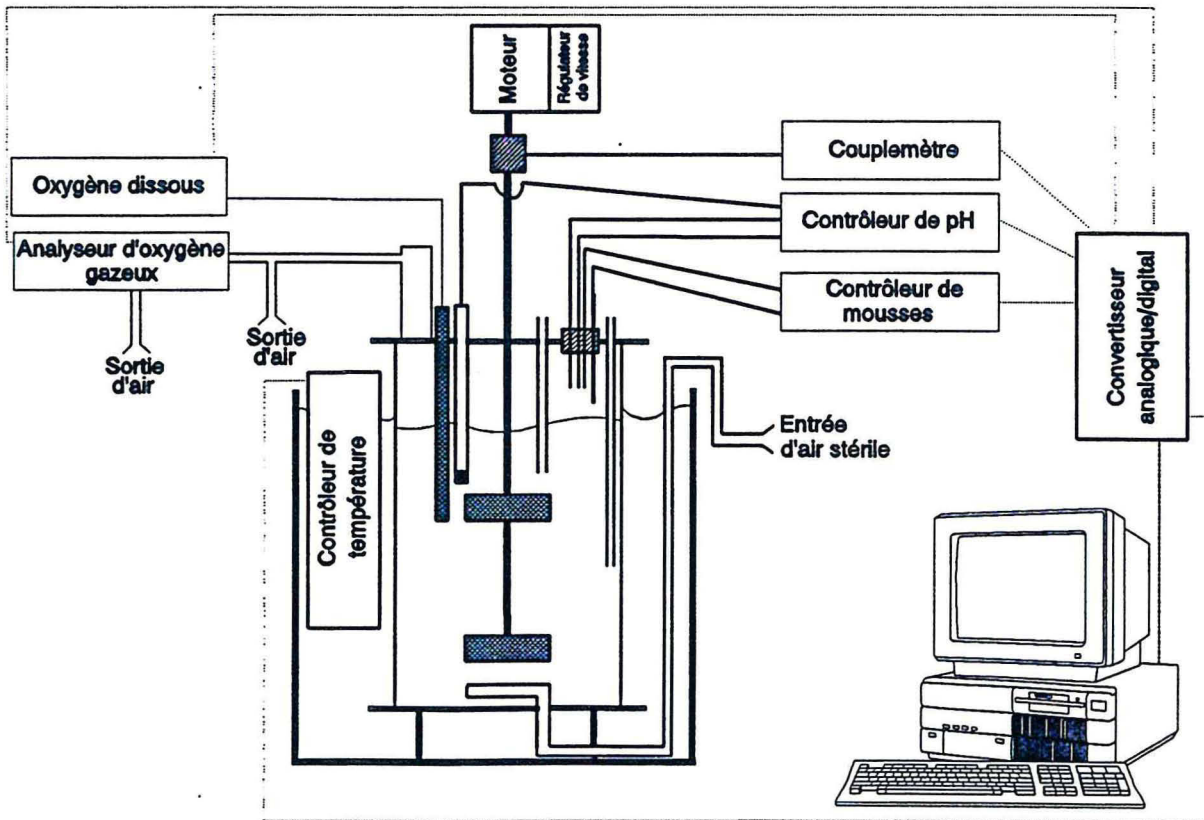 Moteur
Régulateur
de vitesse
Couplemètre
Oxygène dissous
Contrôleur de pH
Analyseur d'oxygène
gazeux
Contrôleur de
mousses
Convertisseur
analogique/digital
Sortie
d'air
Sortie
d'air
Contrôleur de
température
Entrée
d'air stérile